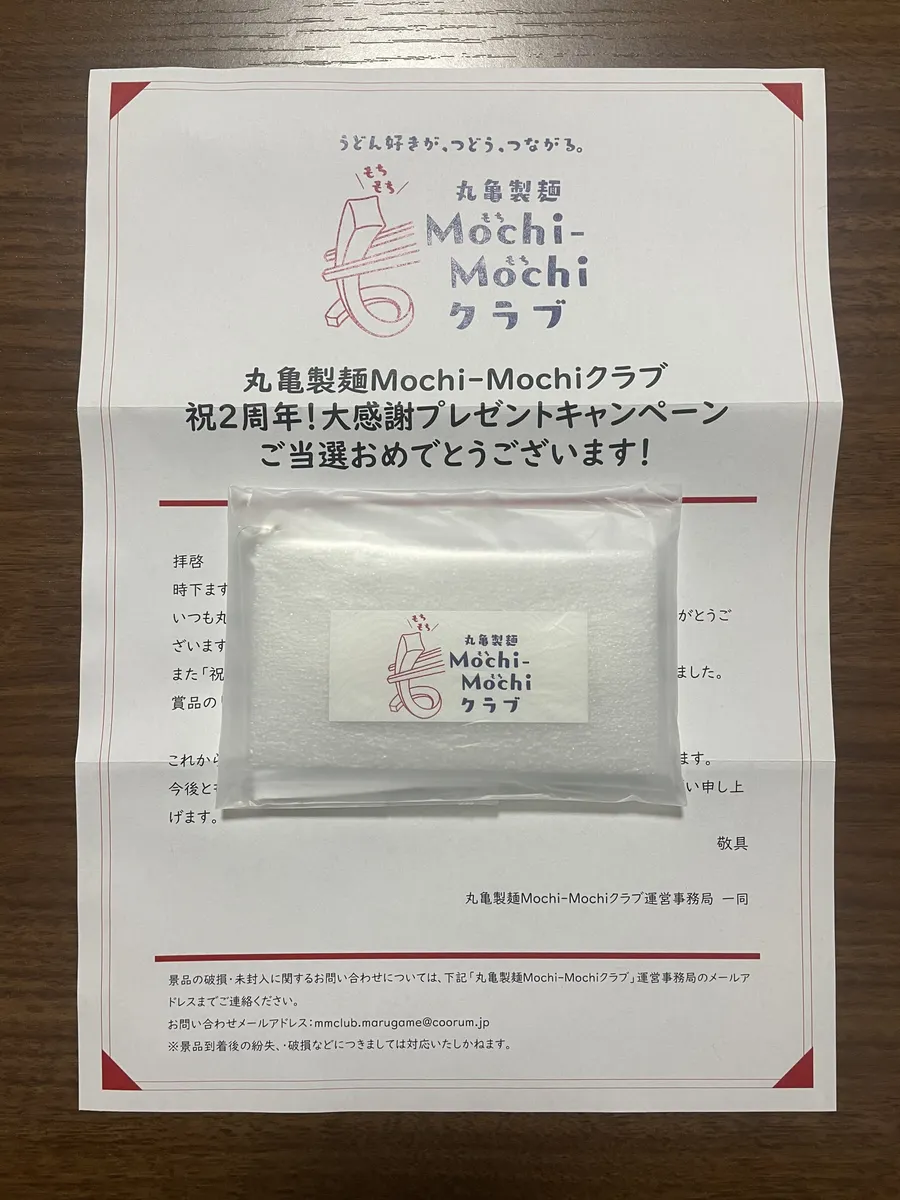 うどん好きが、つどう、つながる。
もち
もち
丸亀製麺
もち
Mochi-
もち
Mochi
クラブ
丸亀製麺Mochi-Mochiクラブ
祝2周年！大感謝プレゼントキャンペーン
ご当選おめでとうございます！
拝啓
時下ます
いつも丸 がとうご
ざいます
また「祝 ました。
賞品の
もち
もち
丸亀製麺
もち
Mochi-
もち
Mochi
クラブ
これから ます。
今後とも い申し上
げます。
敬具
丸亀製麺Mochi-Mochiクラブ運営事務局 一同
景品の破損・未封入に関するお問い合わせについては、下記「丸亀製麺Mochi-Mochiクラブ」運営事務局のメールア
ドレスまでご連絡ください。
お問い合わせメールアドレス：mmclub.marugame@coorum.jp
※景品到着後の紛失、・破損などにつきましては対応いたしかねます。